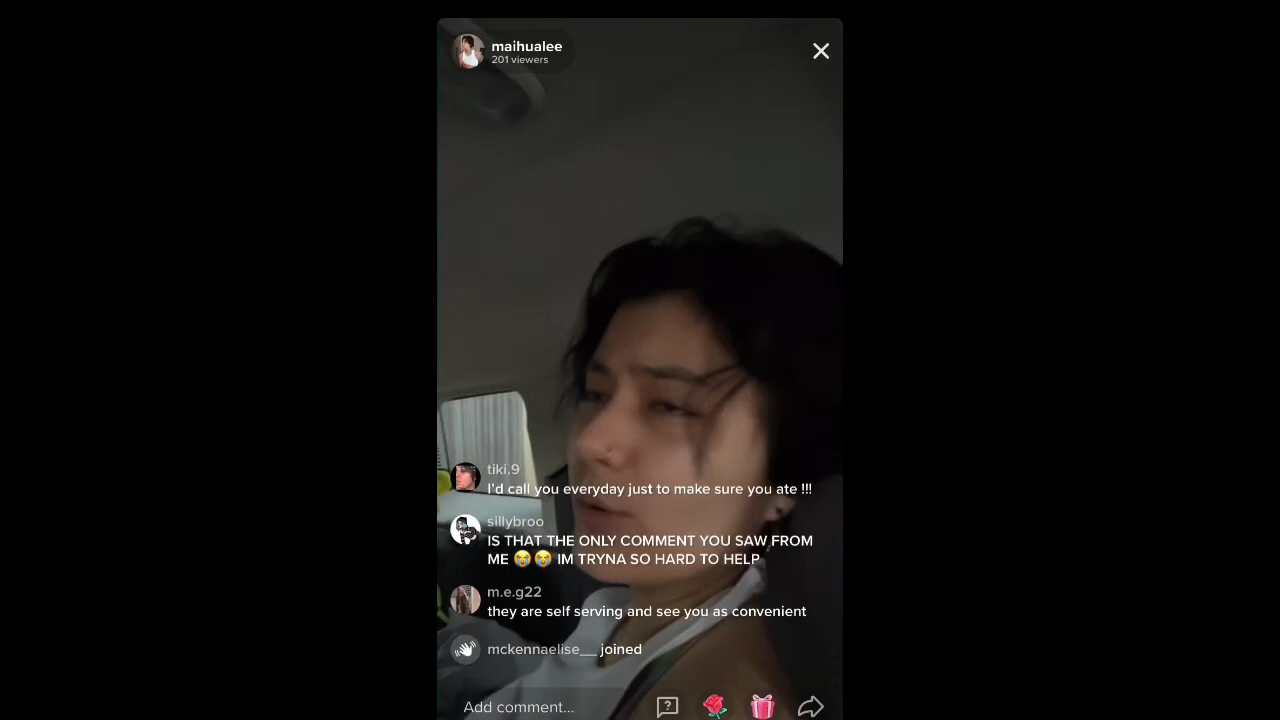 maihualee
201 viewers
tiki.9
I'd call you everyday just to make sure you ate !!!
sillybroo
IS THAT THE ONLY COMMENT YOU SAW FROM
ME 😭😭 IM TRYNA SO HARD TO HELP
m.e.g22
they are self serving and see you as convenient
mckennaelise__ joined
Add comment...